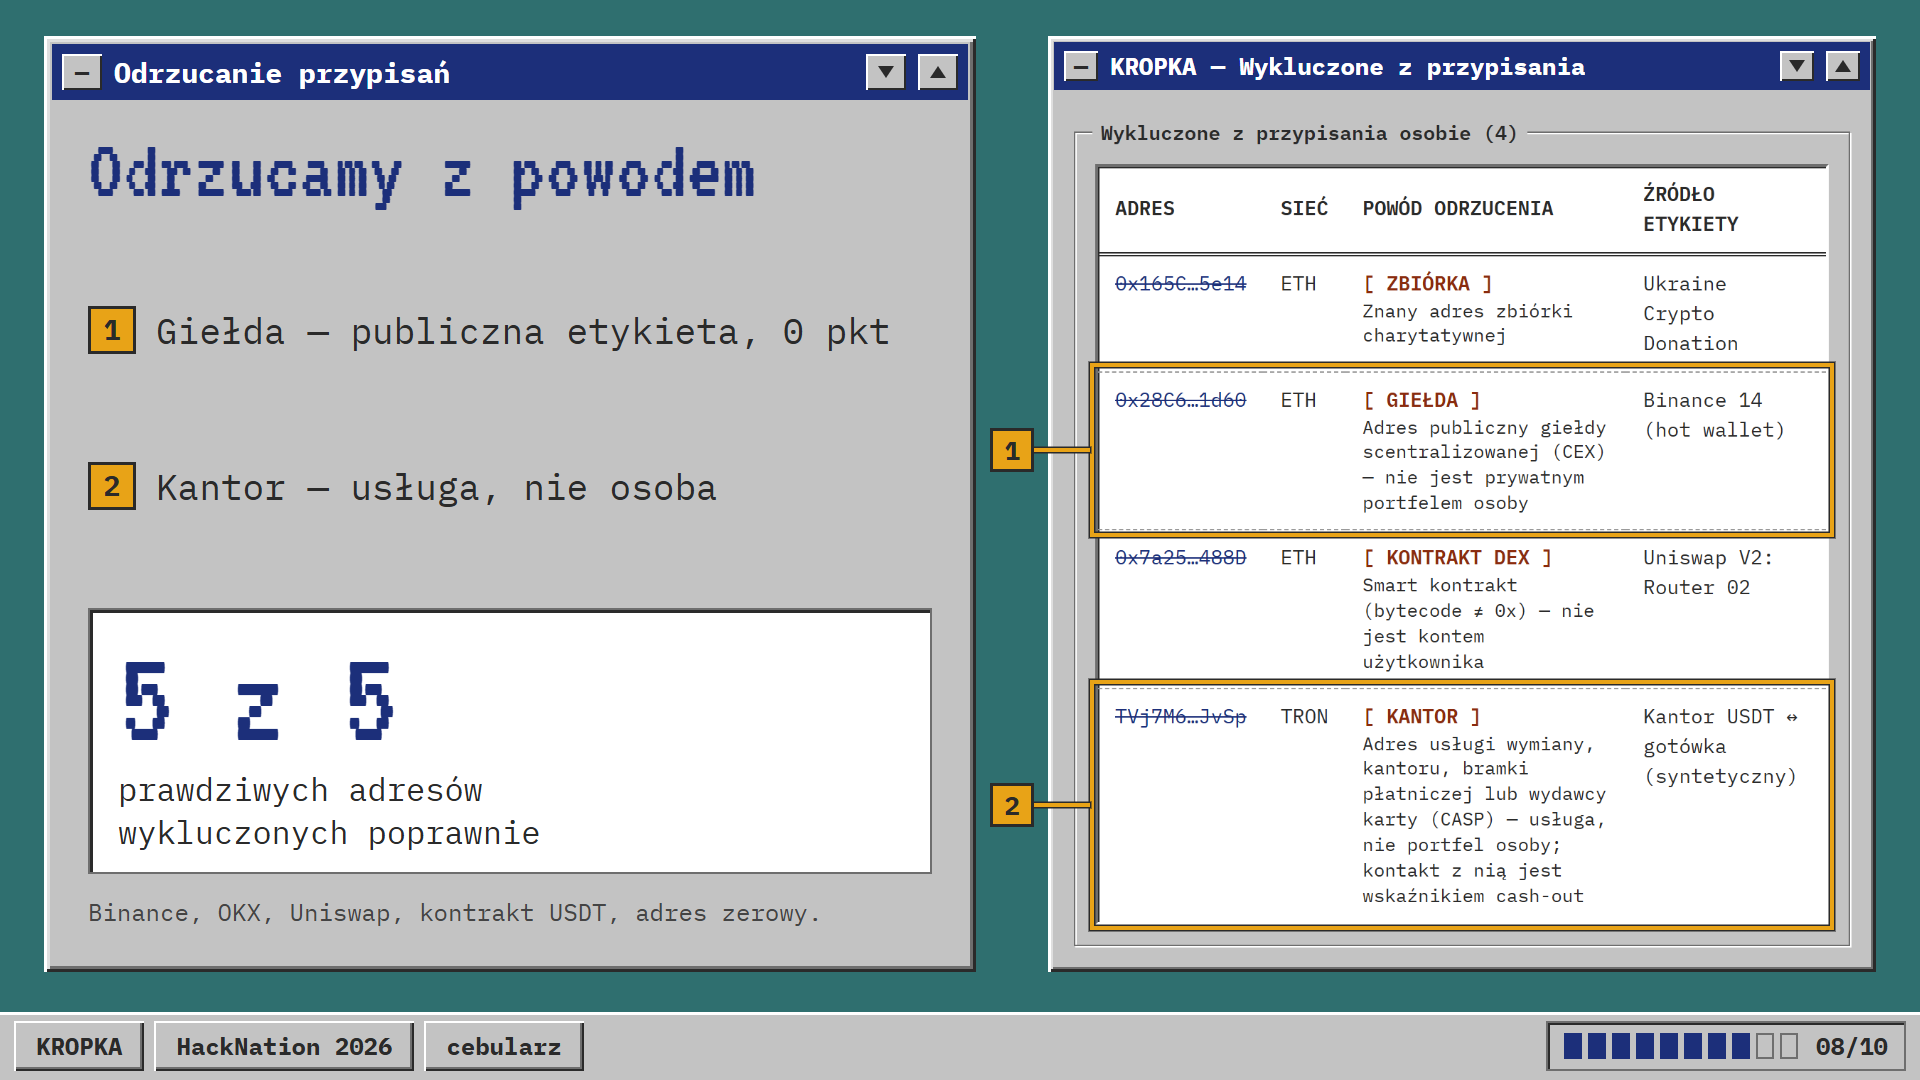 Odrzucanie przypisań
Odrzucamy z powodem
1 Giełda — publiczna etykieta, 0 pkt
2 Kantor — usługa, nie osoba
5 z 5
prawdziwych adresów
wykluczonych poprawnie
Binance, OKX, Uniswap, kontrakt USDT, adres zerowy.
KROPKA — Wykluczone z przypisania
Wykluczone z przypisania osobie (4)
ADRES SIEĆ POWÓD ODRZUCENIA ŹRÓDŁO
ETYKIETY
0x165C…5e14 ETH [ ZBIÓRKA ] Ukraine
Znany adres zbiórki Crypto
charytatywnej Donation
1
0x28C6…1d60 ETH [ GIEŁDA ] Binance 14
Adres publiczny giełdy (hot wallet)
scentralizowanej (CEX)
— nie jest prywatnym
portfelem osoby
0x7a25…488D ETH [ KONTRAKT DEX ] Uniswap V2:
Smart kontrakt Router 02
(bytecode ≠ 0x) — nie
jest kontem
użytkownika
2
TVj7M6…JvSp TRON [ KANTOR ] Kantor USDT ↔
Adres usługi wymiany, gotówka
kantoru, bramki (syntetyczny)
płatniczej lub wydawcy
karty (CASP) — usługa,
nie portfel osoby;
kontakt z nią jest
wskaźnikiem cash-out
KROPKA HackNation 2026 cebularz 08/10